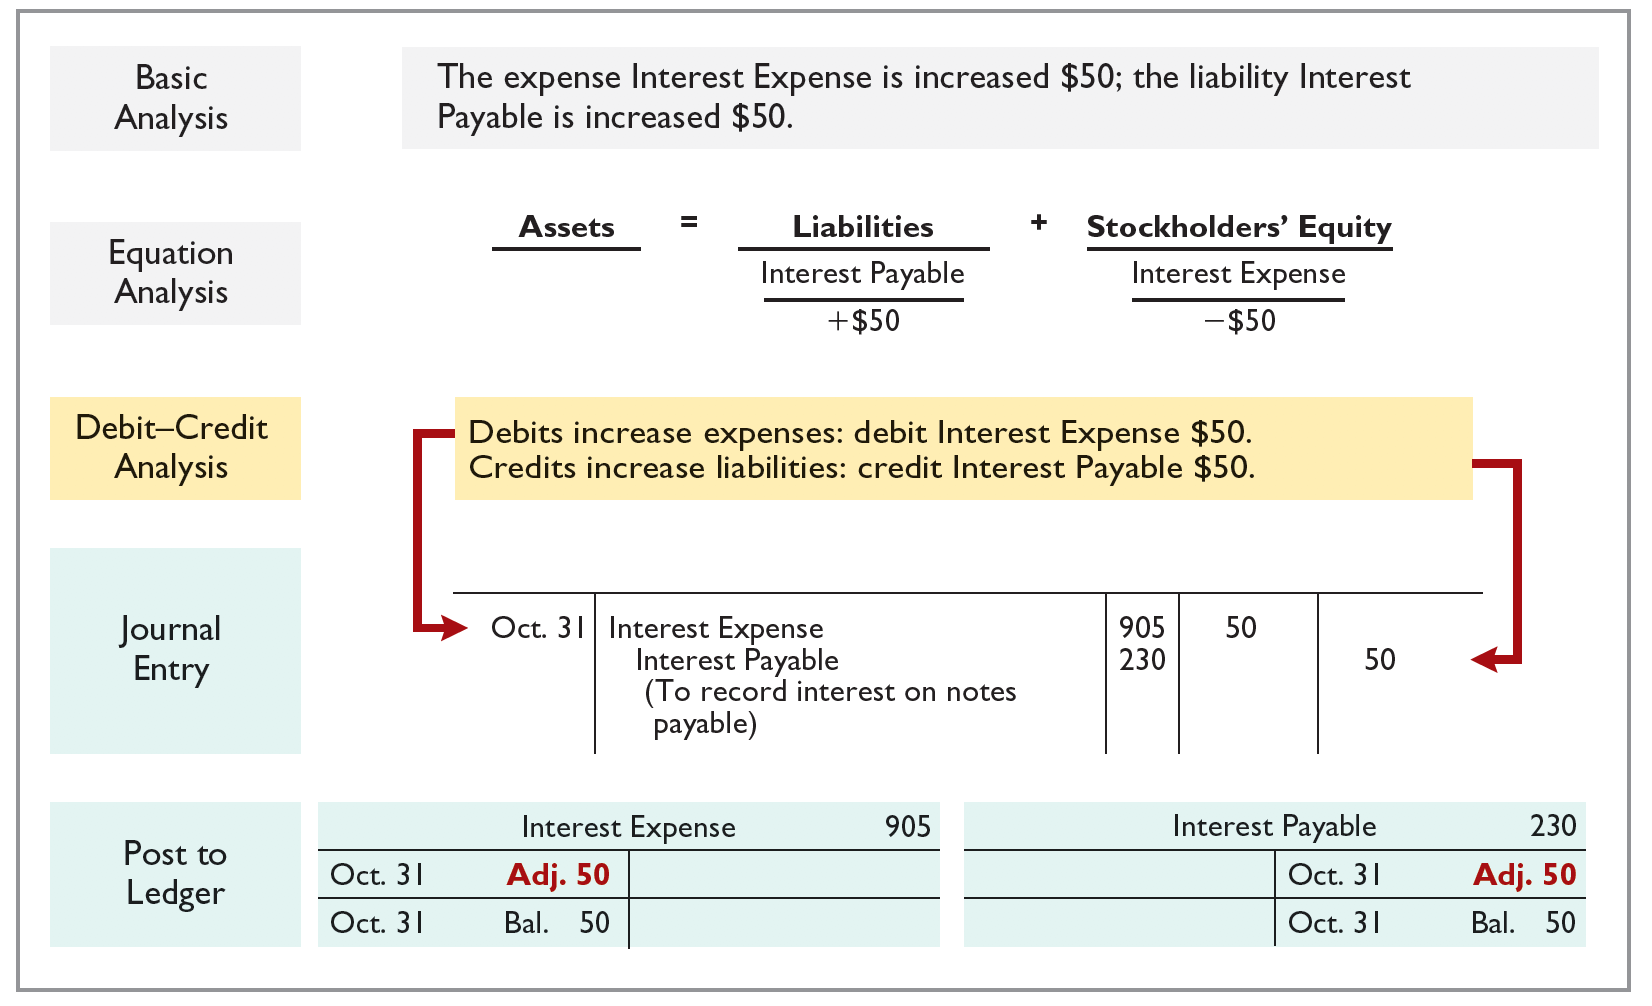 Basic
Analysis
The expense Interest Expense is increased $50; the liability Interest
Payable is increased $50.
Equation
Analysis
Assets = Liabilities + Stockholders’ Equity
Interest Payable Interest Expense
+$50 −$50
Debit–Credit
Analysis
Debits increase expenses: debit Interest Expense $50.
Credits increase liabilities: credit Interest Payable $50.
Journal
Entry
Oct. 31 Interest Expense 905 50
Interest Payable 230 50
(To record interest on notes
payable)
Post to
Ledger
Interest Expense 905
Oct. 31 Adj. 50
Oct. 31 Bal. 50
Interest Payable 230
Oct. 31 Adj. 50
Oct. 31 Bal. 50